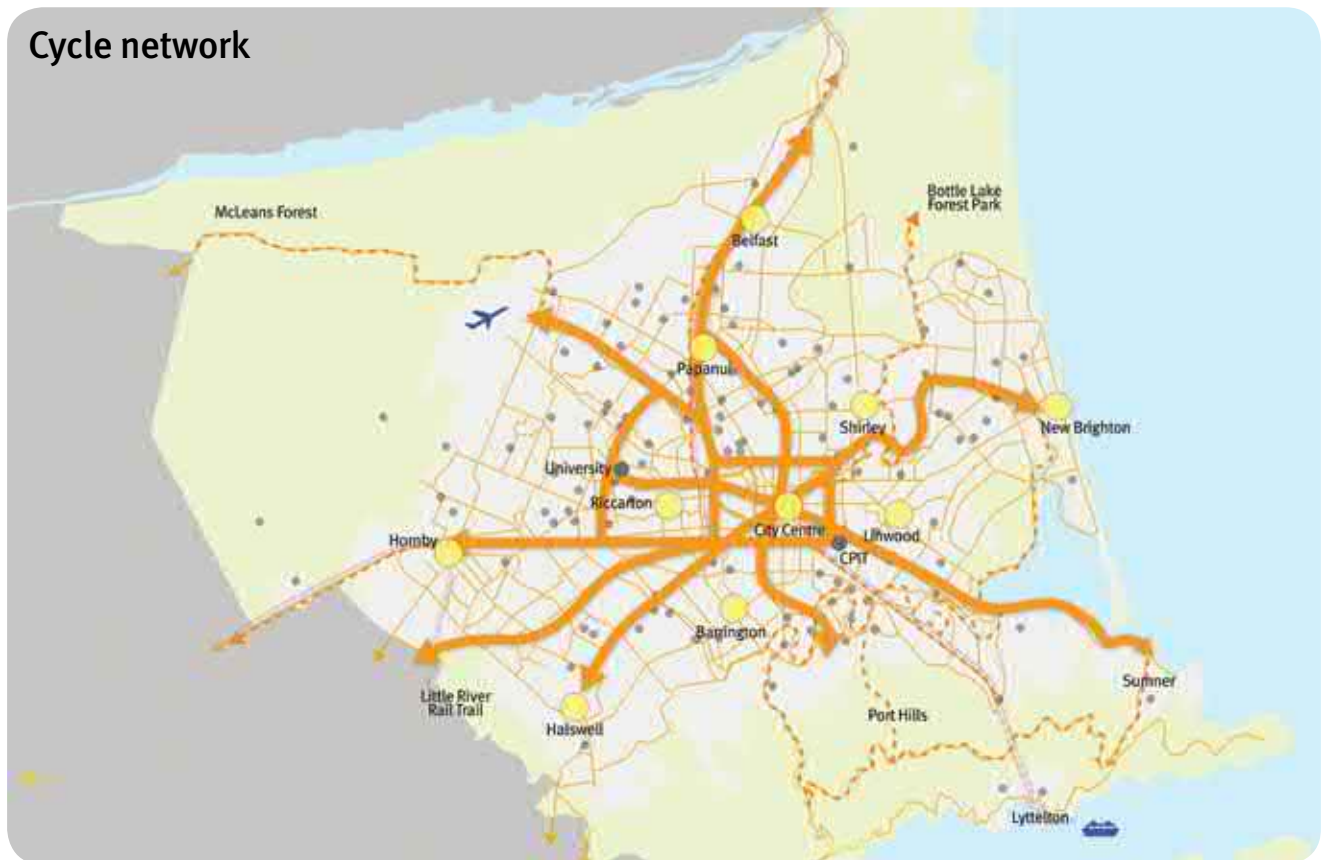 Cycle network
McLeans Forest
Bottle Lake
Forest Park
Belfast
Papanui
Shirley
New Brighton
University
Riccarton
City Centre
Linwood
Hornby
CPIT
Barrington
Sumner
Little River
Rail Trail
Port Hills
Halswell
Lyttelton